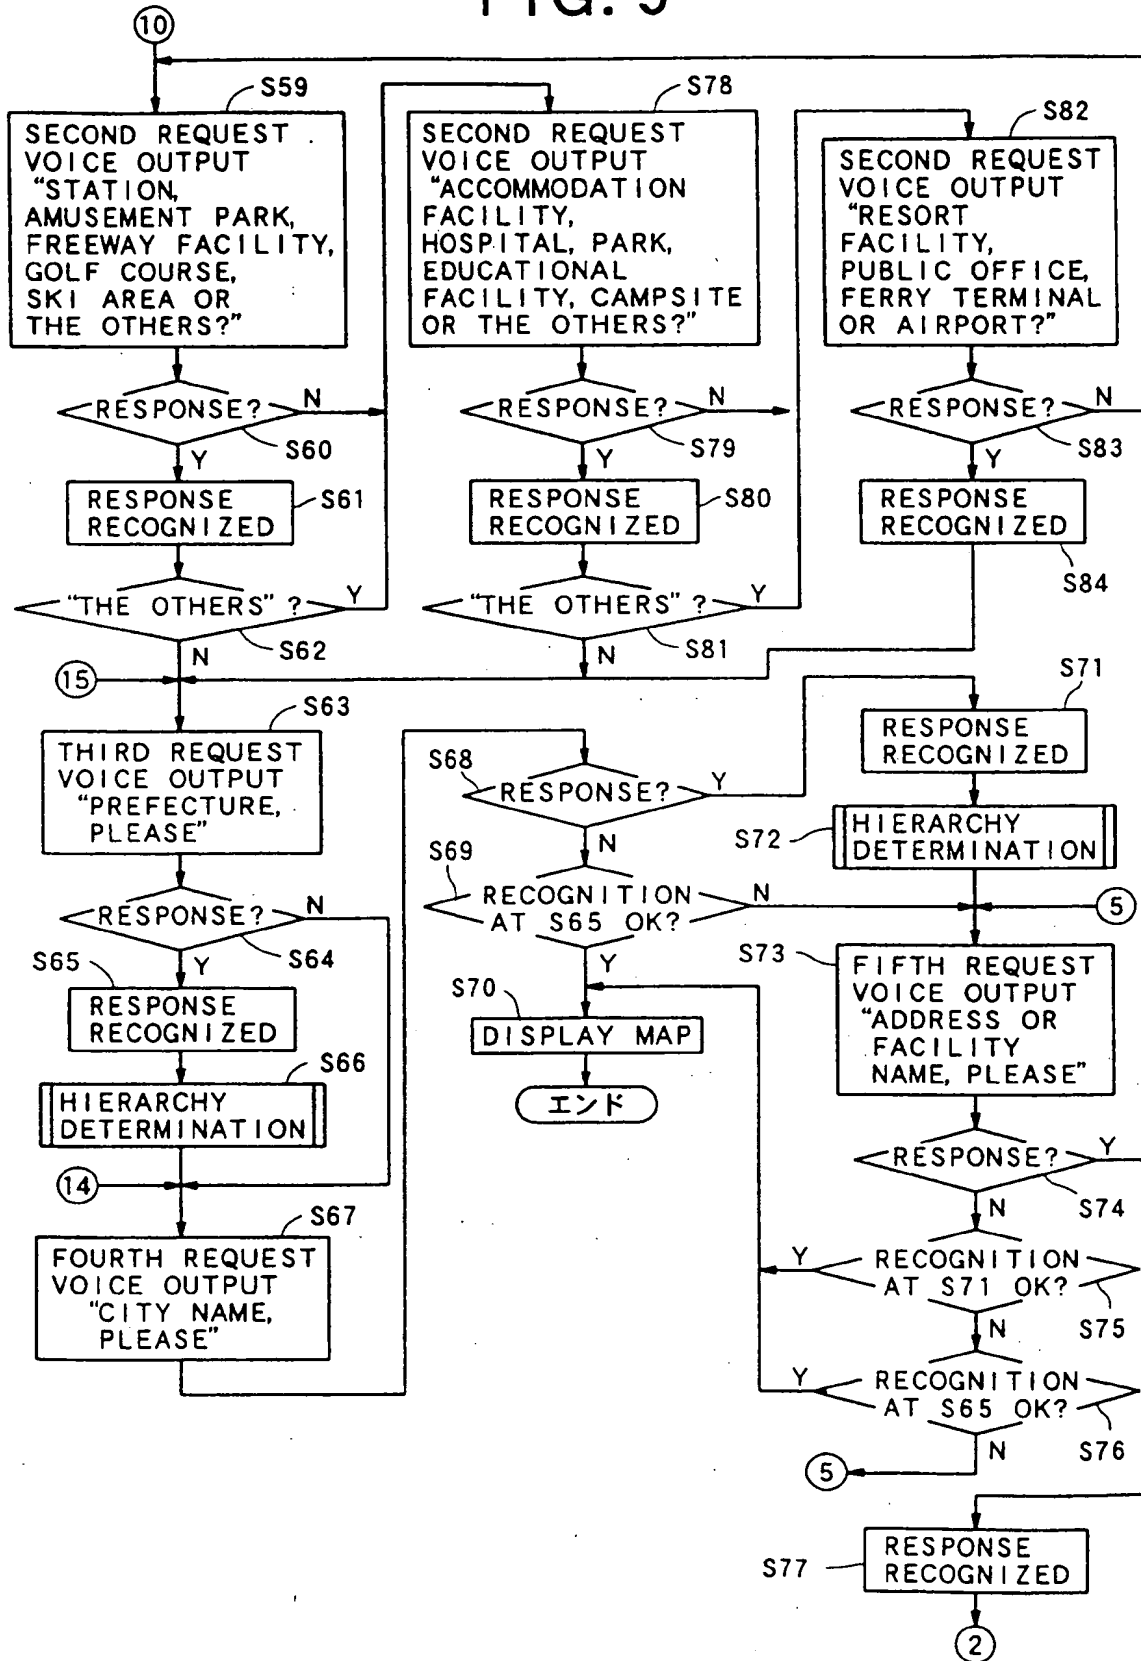 FIG. 9
10
S59
SECOND REQUEST
VOICE OUTPUT
"STATION,
AMUSEMENT PARK,
FREEWAY FACILITY,
GOLF COURSE,
SKI AREA OR
THE OTHERS?"
RESPONSE?
N
S60
Y
RESPONSE
RECOGNIZED
S61
"THE OTHERS"?
Y
S62
N
15
S63
THIRD REQUEST
VOICE OUTPUT
"PREFECTURE,
PLEASE"
RESPONSE?
N
S64
Y
S65
RESPONSE
RECOGNIZED
S66
HIERARCHY
DETERMINATION
14
S67
FOURTH REQUEST
VOICE OUTPUT
"CITY NAME,
PLEASE"
S78
SECOND REQUEST
VOICE OUTPUT
"ACCOMMODATION
FACILITY,
HOSPITAL, PARK,
EDUCATIONAL
FACILITY, CAMPSITE
OR THE OTHERS?"
RESPONSE?
N
S79
Y
RESPONSE
RECOGNIZED
S80
"THE OTHERS"?
Y
S81
N
S68
RESPONSE?
Y
N
S69
RECOGNITION
AT S65 OK?
N
Y
S70
DISPLAY MAP
エンド
S82
SECOND REQUEST
VOICE OUTPUT
"RESORT
FACILITY,
PUBLIC OFFICE,
FERRY TERMINAL
OR AIRPORT?"
RESPONSE?
N
S83
Y
RESPONSE
RECOGNIZED
S84
S71
RESPONSE
RECOGNIZED
S72
HIERARCHY
DETERMINATION
5
S73
FIFTH REQUEST
VOICE OUTPUT
"ADDRESS OR
FACILITY
NAME, PLEASE"
RESPONSE?
Y
S74
N
Y
RECOGNITION
AT S71 OK?
S75
N
Y
RECOGNITION
AT S65 OK?
S76
N
5
S77
RESPONSE
RECOGNIZED
2